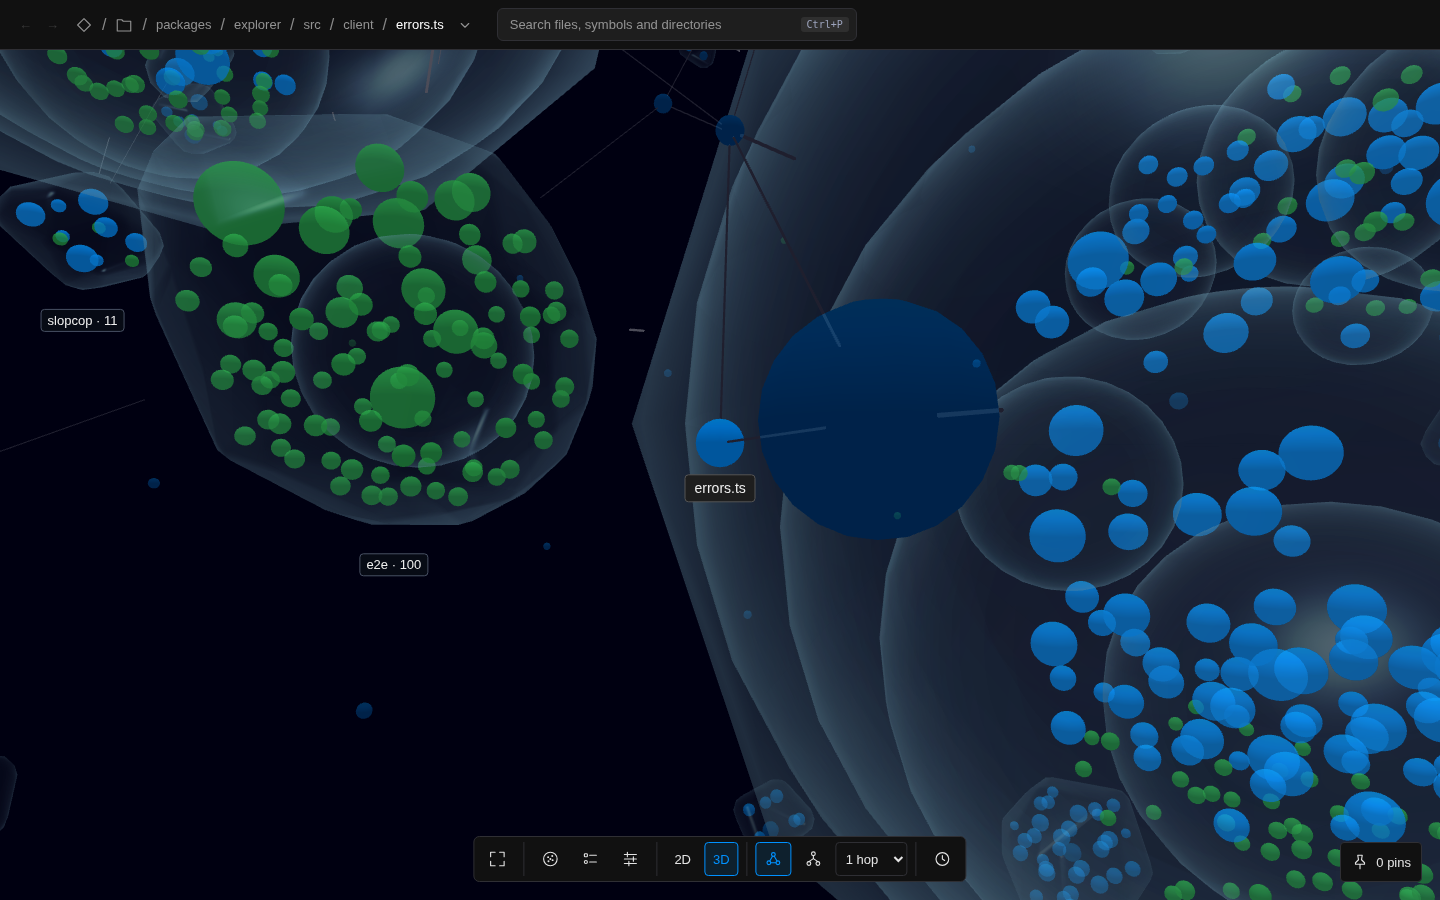 ← → / / packages / explorer / src / client / errors.ts
Search files, symbols and directories Ctrl+P
slopcop · 11
errors.ts
e2e · 100
2D 3D 1 hop
0 pins